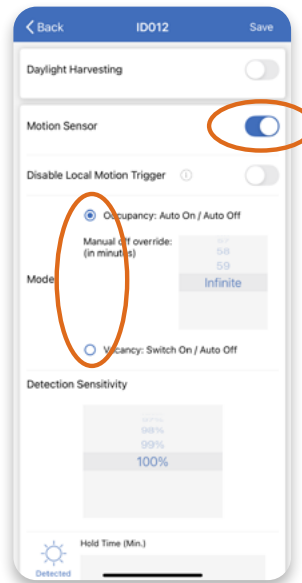 Back ID012 Save
Daylight Harvesting
Motion Sensor
Disable Local Motion Trigger
Occupancy: Auto On / Auto Off
Manual off override:
(in minutes)
58
59
Infinite
Mode
Vacancy: Switch On / Auto Off
Detection Sensitivity
98%
99%
100%
Hold Time (Min.)
Detected